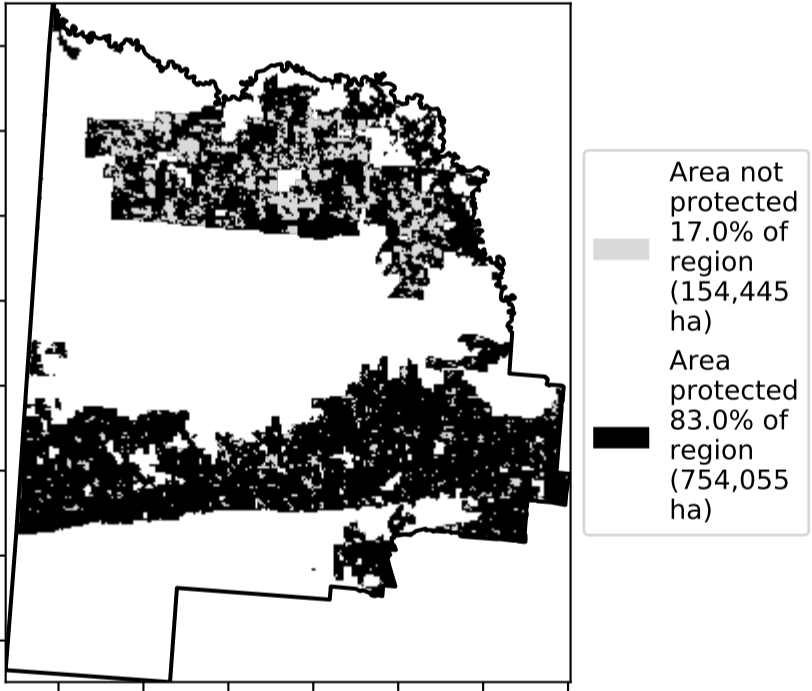 Area not
protected
17.0% of
region
(154,445
ha)
Area
protected
83.0% of
region
(754,055
ha)